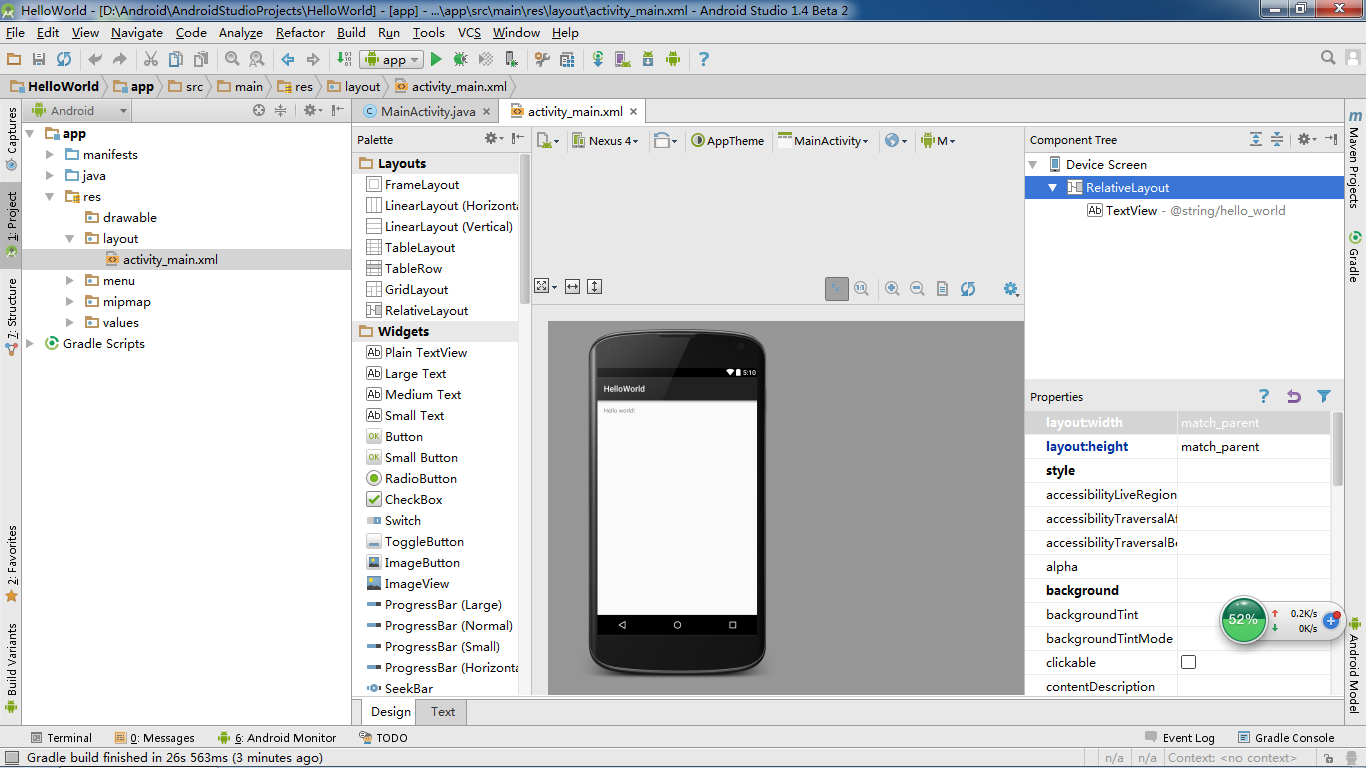 HelloWorld - [D:\Android\AndroidStudioProjects\HelloWorld] - [app] - ...\app\src\main\res\layout\activity_main.xml - Android Studio 1.4 Beta 2
File Edit View Navigate Code Analyze Refactor Build Run Tools VCS Window Help
app
HelloWorld app src main res layout activity_main.xml
Captures
1: Project
7: Structure
2: Favorites
Build Variants
Android
app
manifests
java
res
drawable
layout
activity_main.xml
menu
mipmap
values
Gradle Scripts
MainActivity.java
activity_main.xml
Palette
Layouts
FrameLayout
LinearLayout (Horizonta
LinearLayout (Vertical)
TableLayout
TableRow
GridLayout
RelativeLayout
Widgets
Ab Plain TextView
Ab Large Text
Ab Medium Text
Ab Small Text
OK Button
OK Small Button
RadioButton
CheckBox
Switch
ToggleButton
ImageButton
ImageView
ProgressBar (Large)
ProgressBar (Normal)
ProgressBar (Small)
ProgressBar (Horizonta
SeekBar
Nexus 4 AppTheme MainActivity M
5:10
HelloWorld
Hello world!
Design Text
Component Tree
Device Screen
RelativeLayout
Ab TextView - @string/hello_world
Properties
layout:width match_parent
layout:height match_parent
style
accessibilityLiveRegion
accessibilityTraversalAf
accessibilityTraversalBe
alpha
background
backgroundTint
backgroundTintMode
clickable
contentDescription
52%
0.2K/s
0K/s
Maven Projects
Gradle
Android Model
Terminal 0: Messages 6: Android Monitor TODO Event Log Gradle Console
Gradle build finished in 26s 563ms (3 minutes ago) n/a n/a Context: <no context>